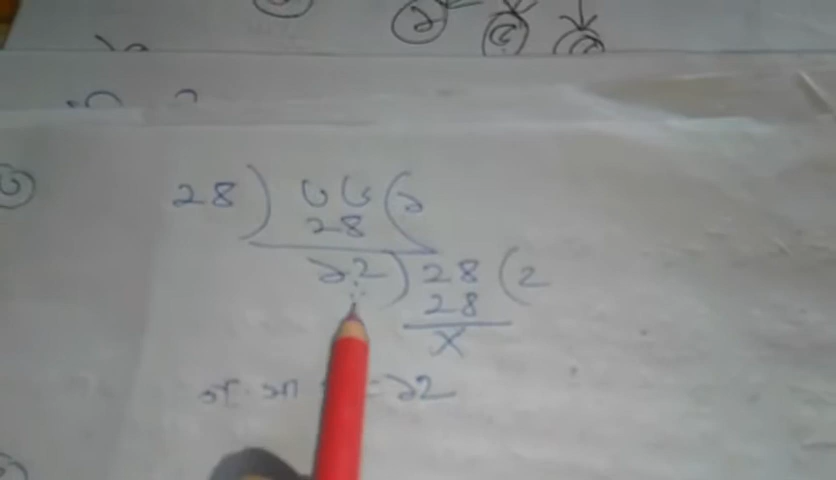 ২৪ ) ৩৬ ( ১
২৪
১২ ) ২৪ ( ২
২৪
×
গ. সা = ১২